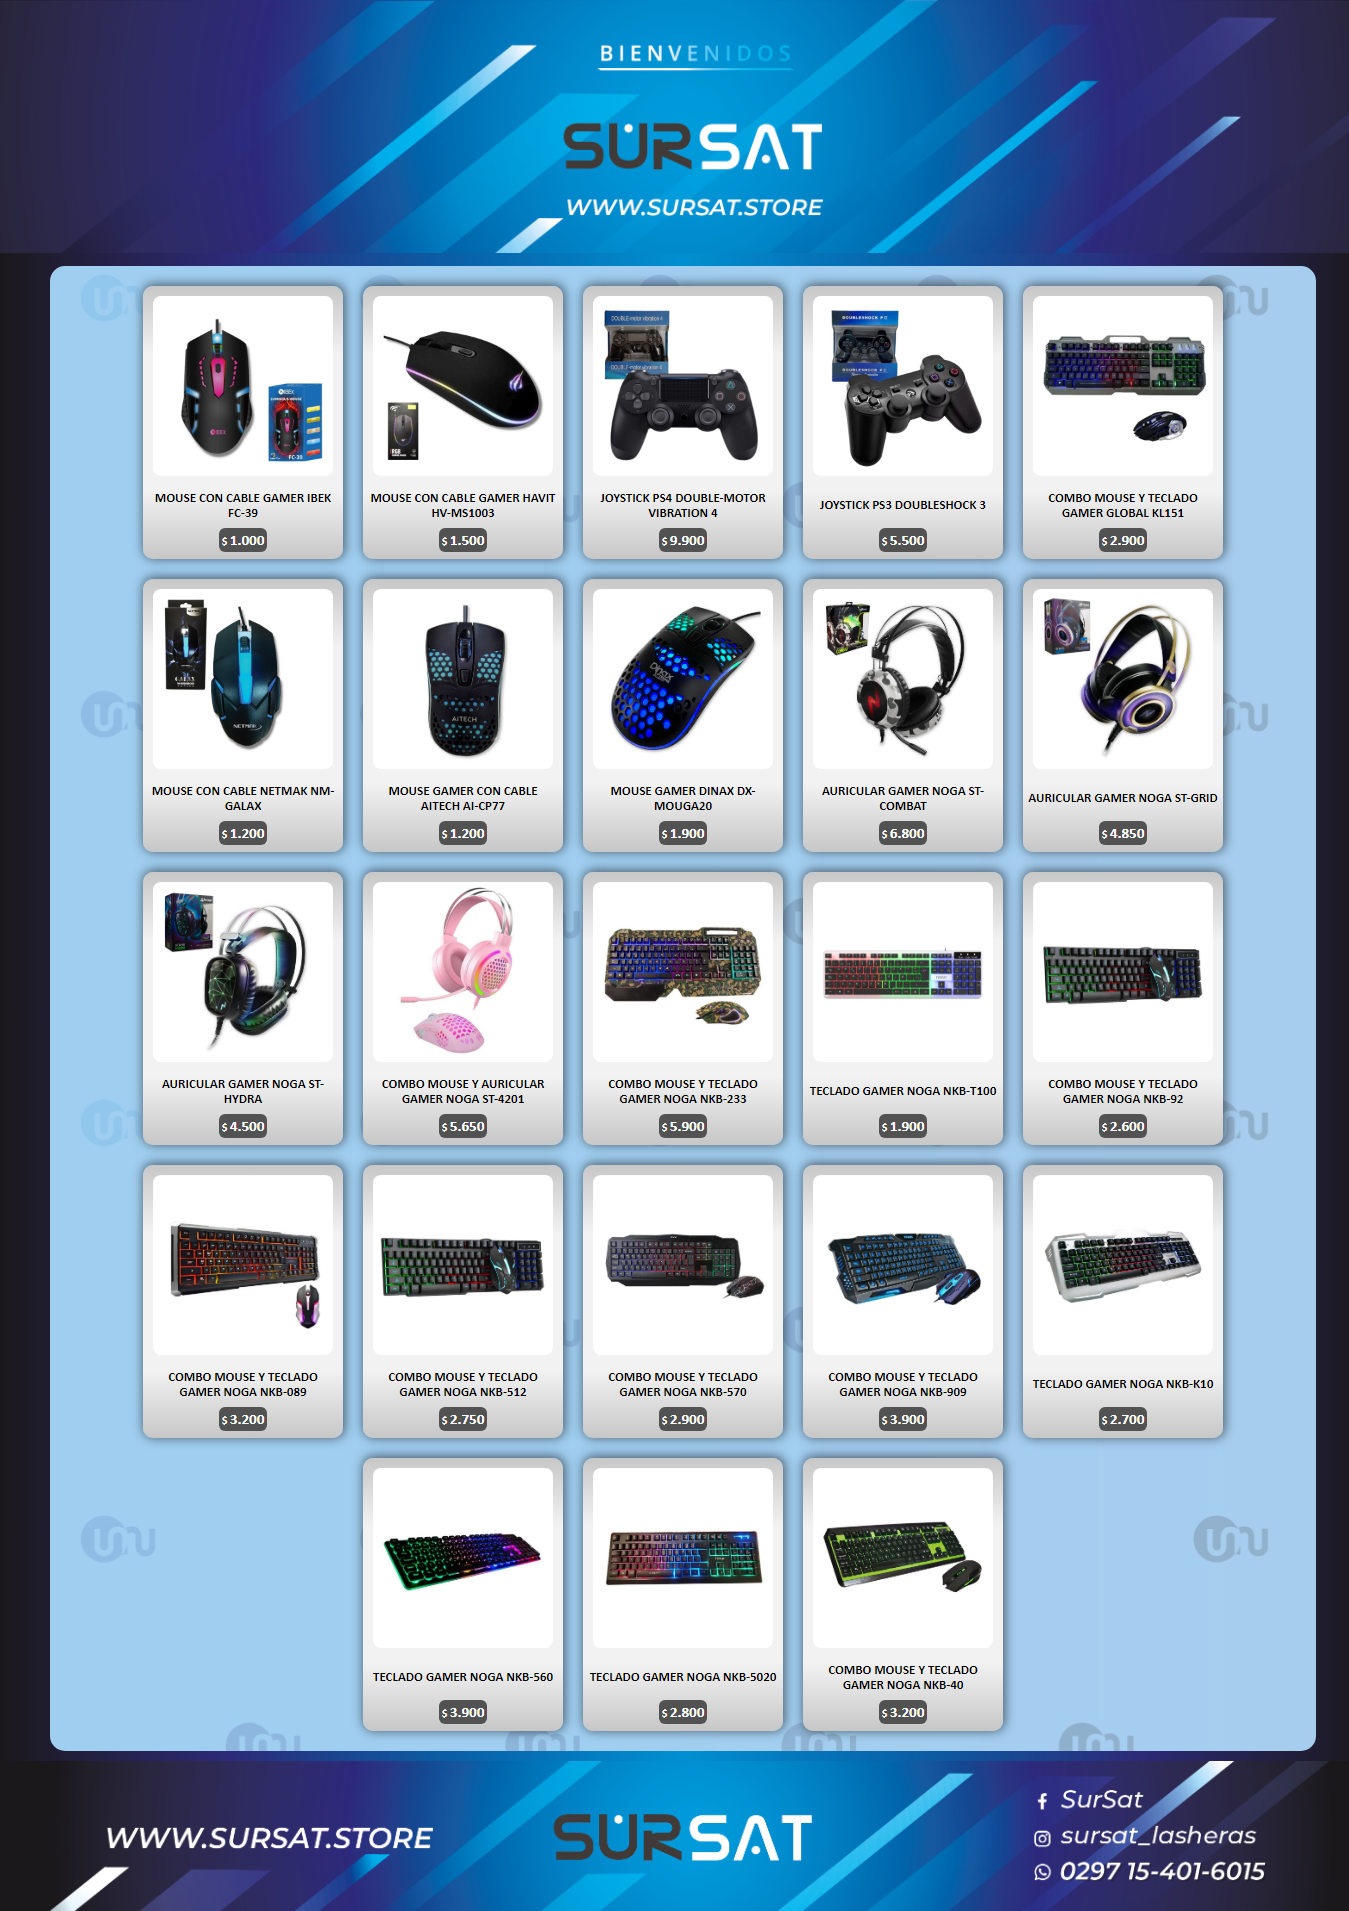 BIENVENIDOS
SURSAT
WWW.SURSAT.STORE
MOUSE CON CABLE GAMER IBEK
FC-39
$ 1.000
MOUSE CON CABLE GAMER HAVIT
HV-MS1003
$ 1.500
JOYSTICK PS4 DOUBLE-MOTOR
VIBRATION 4
$ 9.900
JOYSTICK PS3 DOUBLESHOCK 3
$ 5.500
COMBO MOUSE Y TECLADO
GAMER GLOBAL KL151
$ 2.900
MOUSE CON CABLE NETMAK NM-
GALAX
$ 1.200
MOUSE GAMER CON CABLE
AITECH AI-CP77
$ 1.200
MOUSE GAMER DINAX DX-
MOUGA20
$ 1.900
AURICULAR GAMER NOGA ST-
COMBAT
$ 6.800
AURICULAR GAMER NOGA ST-GRID
$ 4.850
AURICULAR GAMER NOGA ST-
HYDRA
$ 4.500
COMBO MOUSE Y AURICULAR
GAMER NOGA ST-4201
$ 5.650
COMBO MOUSE Y TECLADO
GAMER NOGA NKB-233
$ 5.900
TECLADO GAMER NOGA NKB-T100
$ 1.900
COMBO MOUSE Y TECLADO
GAMER NOGA NKB-92
$ 2.600
COMBO MOUSE Y TECLADO
GAMER NOGA NKB-089
$ 3.200
COMBO MOUSE Y TECLADO
GAMER NOGA NKB-512
$ 2.750
COMBO MOUSE Y TECLADO
GAMER NOGA NKB-570
$ 2.900
COMBO MOUSE Y TECLADO
GAMER NOGA NKB-909
$ 3.900
TECLADO GAMER NOGA NKB-K10
$ 2.700
TECLADO GAMER NOGA NKB-560
$ 3.900
TECLADO GAMER NOGA NKB-5020
$ 2.800
COMBO MOUSE Y TECLADO
GAMER NOGA NKB-40
$ 3.200
WWW.SURSAT.STORE
SURSAT
SurSat
sursat_lasheras
0297 15-401-6015